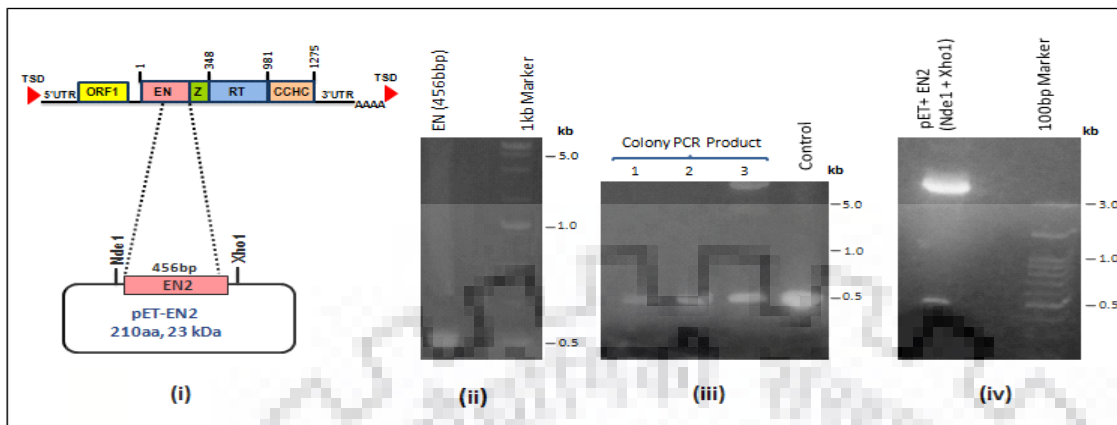 1 348 981 1275
TSD TSD
5'UTR ORF1 EN Z RT CCHC 3'UTR AAAA
Nde1 Xho1
456bp
EN2
pET-EN2
210aa, 23 kDa
(i)
EN (456bbp)
1kb Marker
kb
5.0
1.0
0.5
(ii)
Colony PCR Product
1 2 3
Control
kb
5.0
1.0
0.5
(iii)
pET+ EN2
(Nde1 + Xho1)
100bp Marker
kb
3.0
1.0
0.5
(iv)